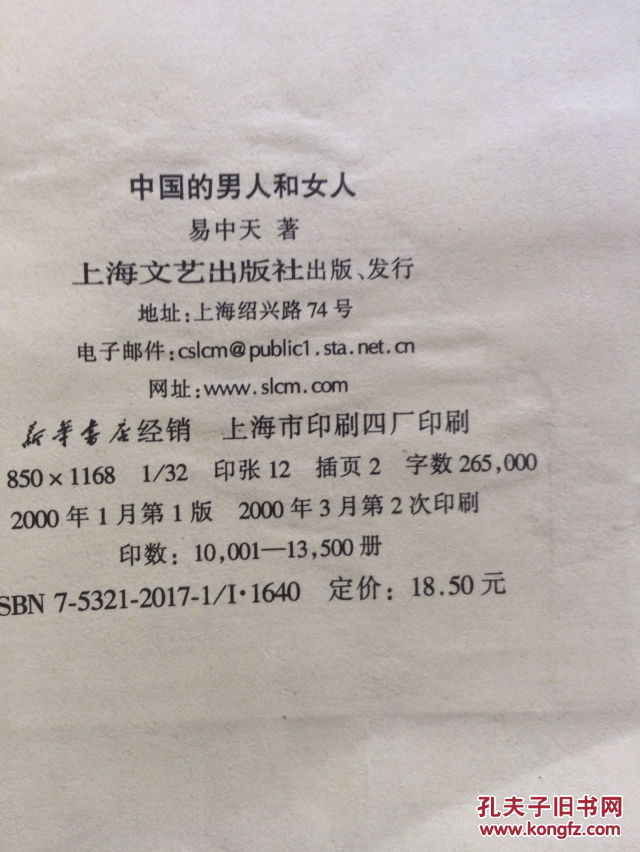 中国的男人和女人
易中天 著
上海文艺出版社出版、发行
地址:上海绍兴路74号
电子邮件:cslcm@public1.sta.net.cn
网址:www.slcm.com
新华书店经销 上海市印刷四厂印刷
850×1168 1/32 印张12 插页2 字数265,000
2000年1月第1版 2000年3月第2次印刷
印数:10,001—13,500册
SBN 7-5321-2017-1/I·1640 定价:18.50元
孔夫子旧书网
www.kongfz.com